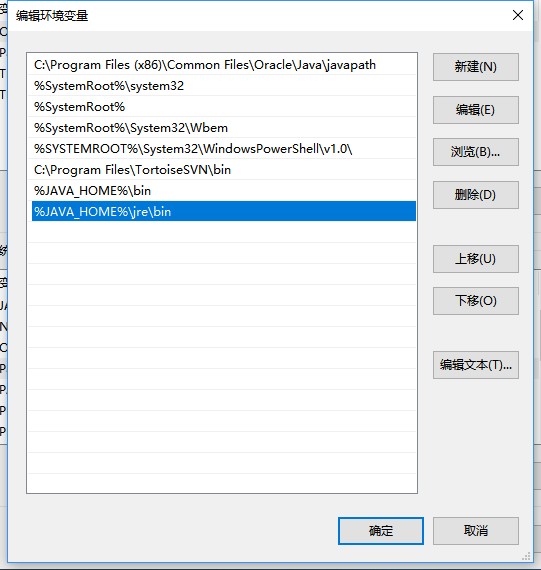 编辑环境变量
C:\Program Files (x86)\Common Files\Oracle\Java\javapath
%SystemRoot%\system32
%SystemRoot%
%SystemRoot%\System32\Wbem
%SYSTEMROOT%\System32\WindowsPowerShell\v1.0\
C:\Program Files\TortoiseSVN\bin
%JAVA_HOME%\bin
%JAVA_HOME%\jre\bin
新建(N)
编辑(E)
浏览(B)...
删除(D)
上移(U)
下移(O)
编辑文本(T)...
确定
取消